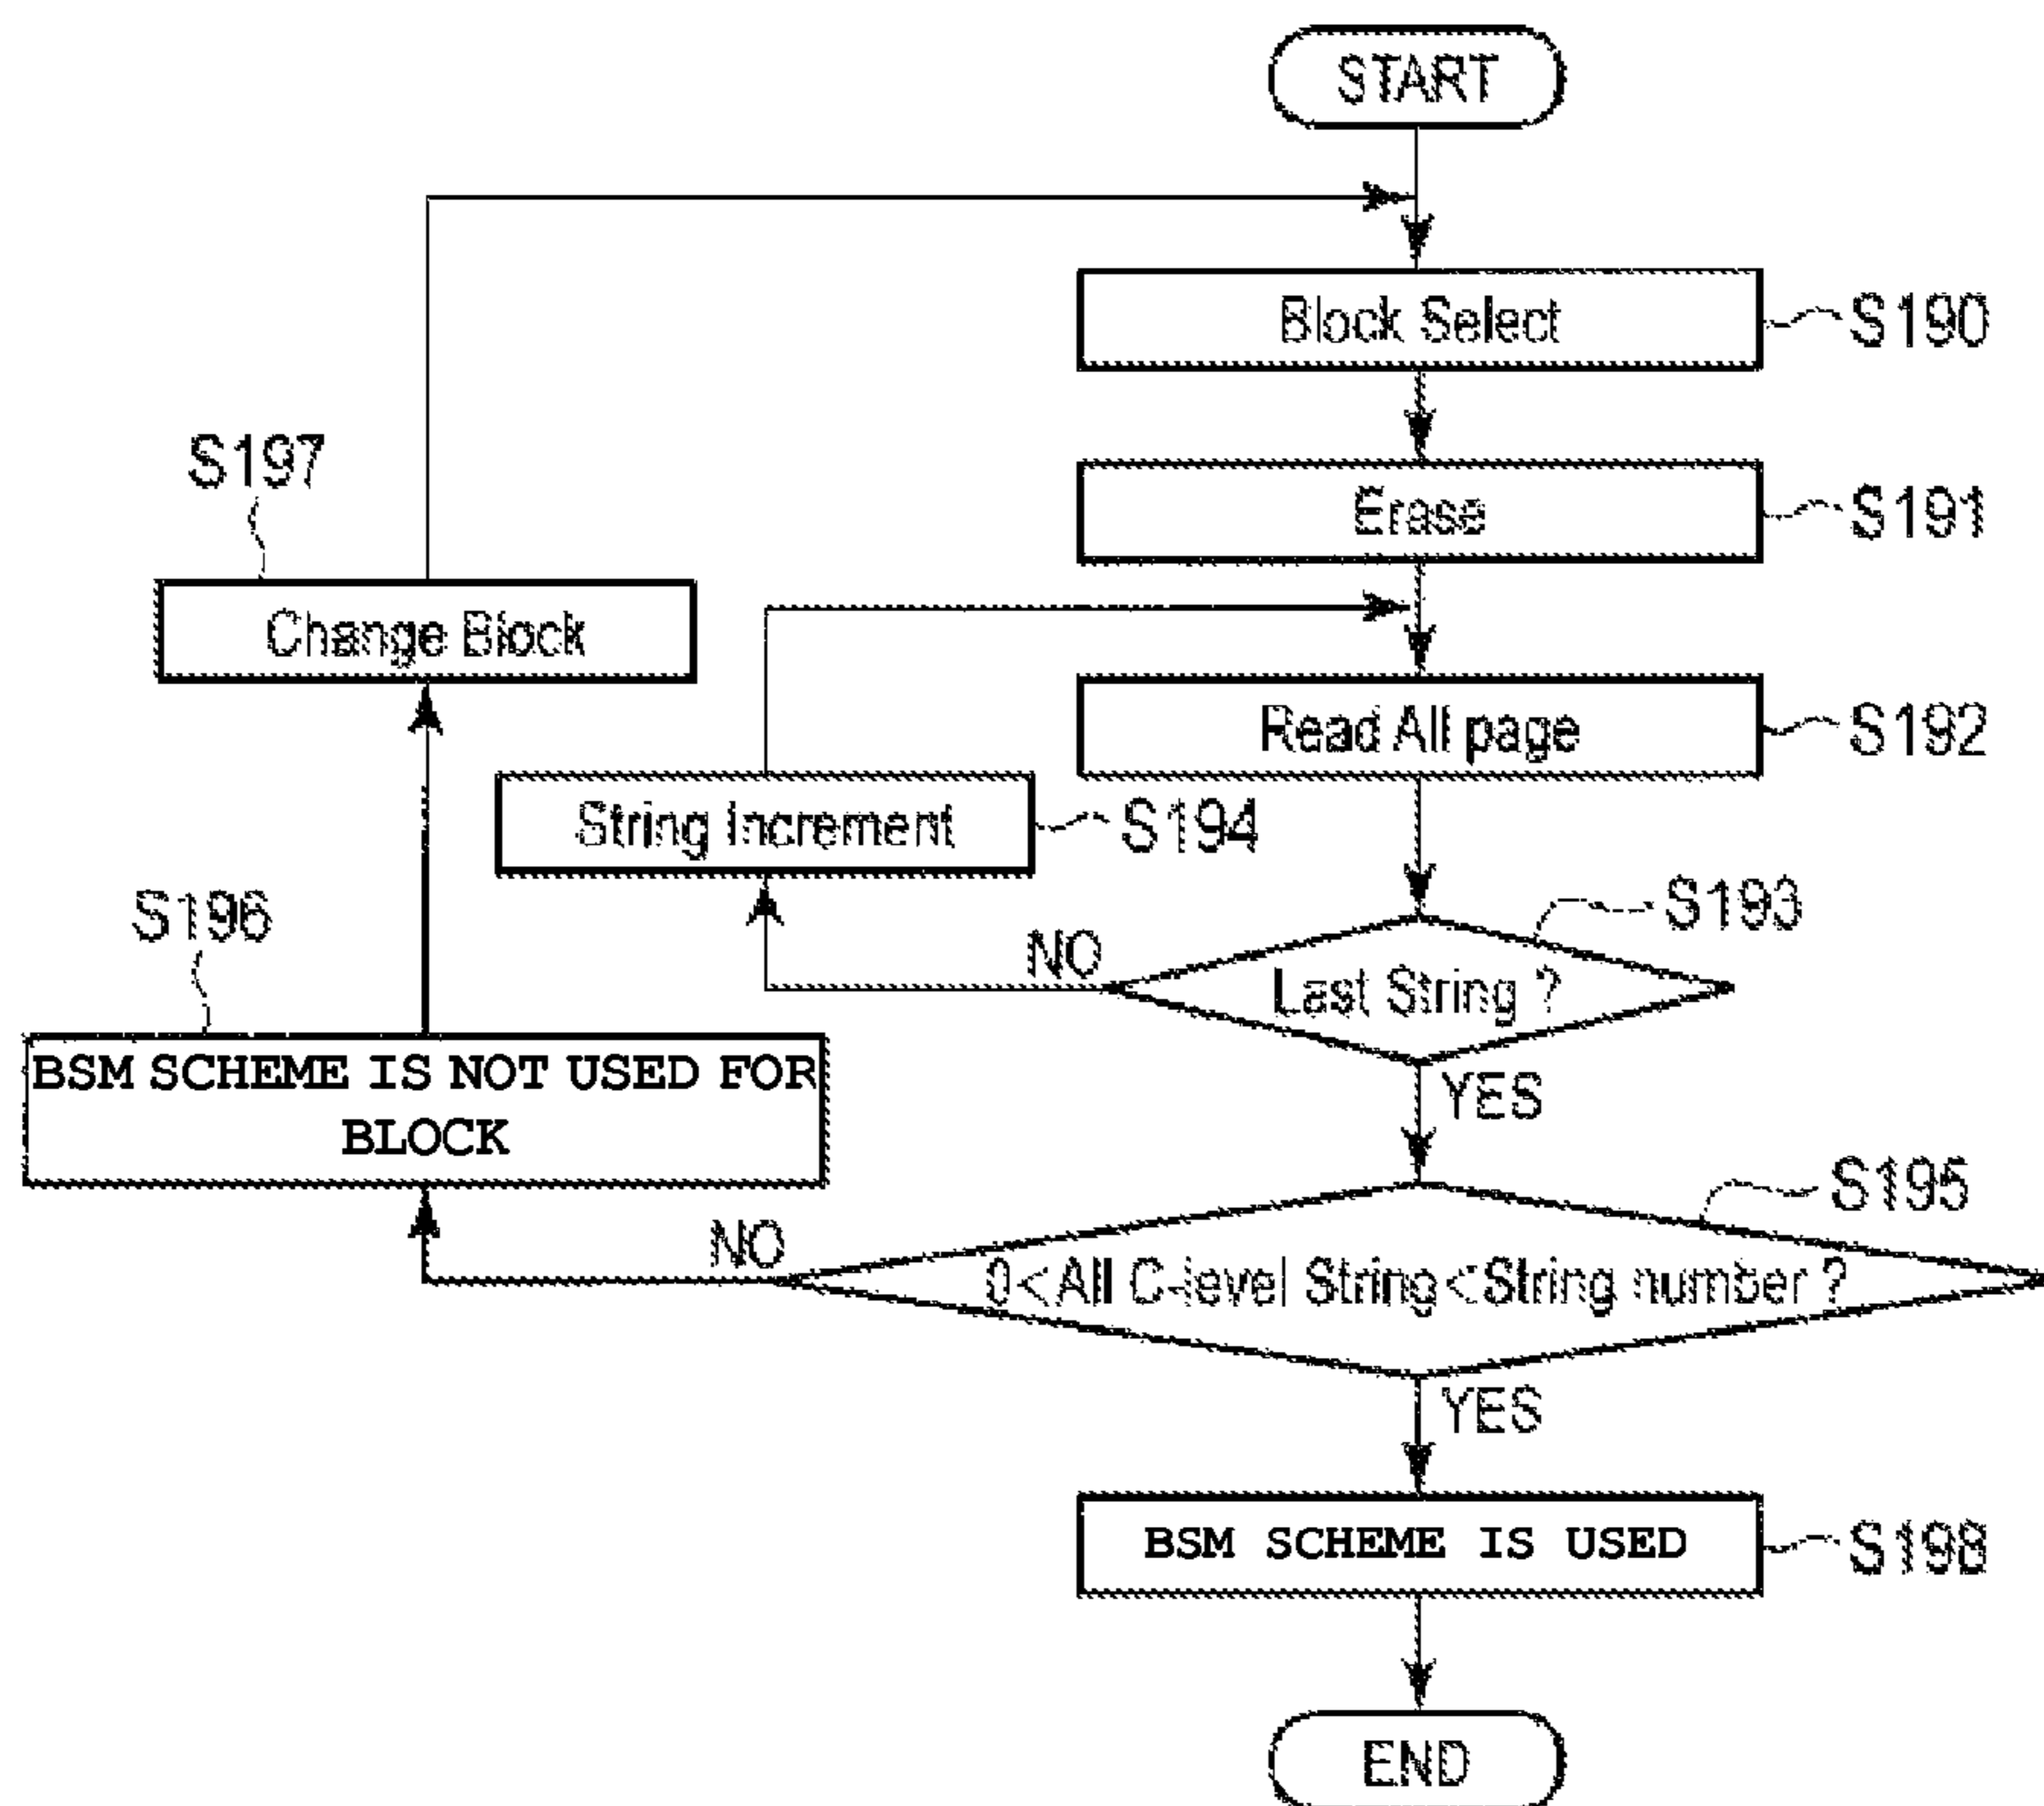 START
Block Select
S190
S197
Erase
S191
Change Block
Read All page
S192
String Increment
S194
S196
S193
NO
Last String ?
BSM SCHEME IS NOT USED FOR
BLOCK
YES
S195
NO
0<All C-level String<String number ?
YES
BSM SCHEME IS USED
S198
END